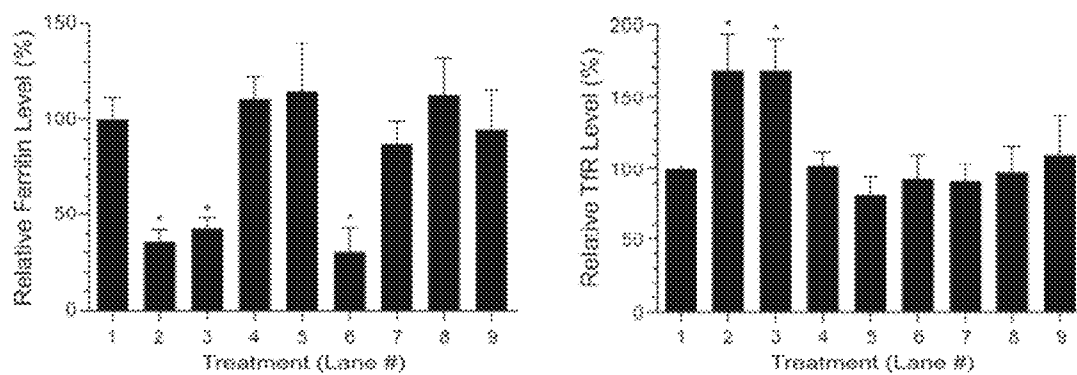 Relative Ferritin Level (%)
150
100
50
0
* * *
1 2 3 4 5 6 7 8 9
Treatment (Lane #)
Relative TfR Level (%)
200
150
100
50
0
* *
1 2 3 4 5 6 7 8 9
Treatment (Lane #)